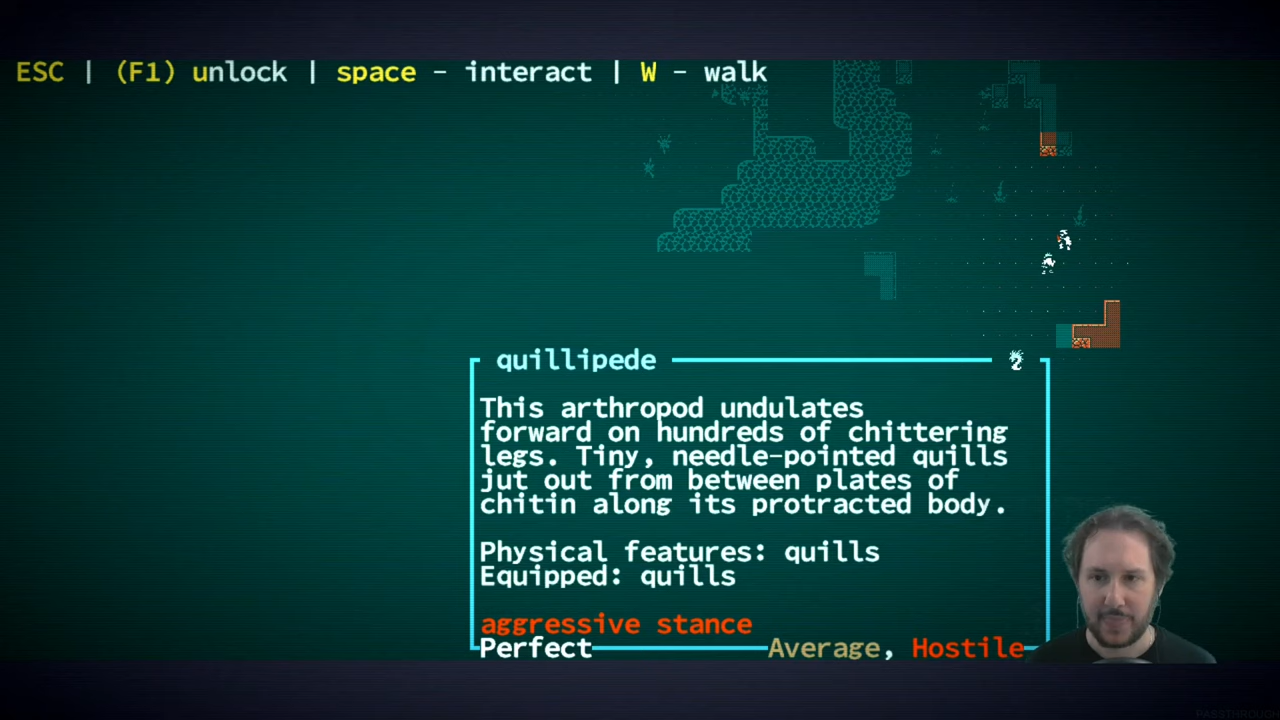 ESC | (F1) unlock | space - interact | W - walk
quillipede
This arthropod undulates
forward on hundreds of chittering
legs. Tiny, needle-pointed quills
jut out from between plates of
chitin along its protracted body.
Physical features: quills
Equipped: quills
aggressive stance
Perfect Average, Hostile